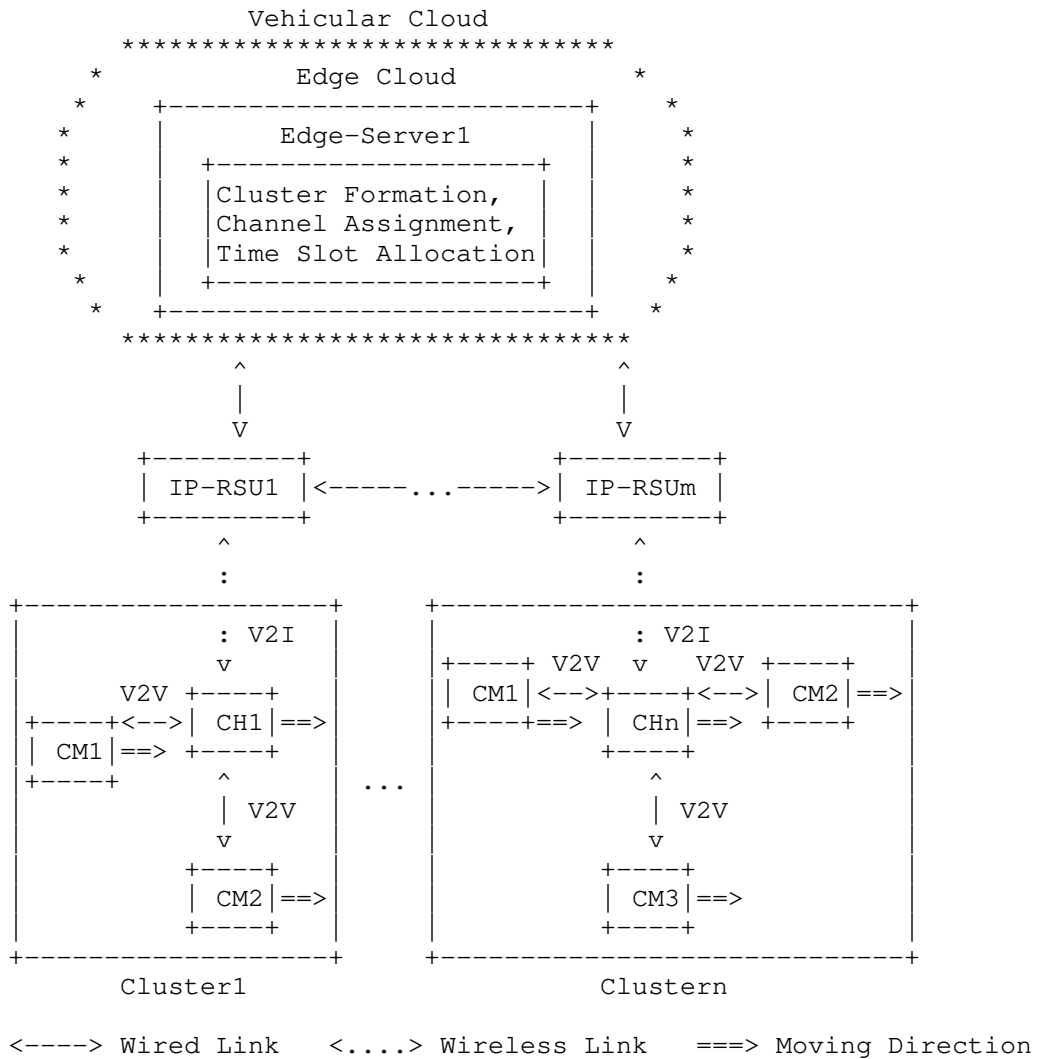 Vehicular Cloud
*******************************
* Edge Cloud *
* +--------------------------+ *
* | Edge-Server1 | *
* | +--------------------+ | *
* | |Cluster Formation, | | *
* | |Channel Assignment, | | *
* | |Time Slot Allocation| | *
* | +--------------------+ | *
* +--------------------------+ *
********************************
^ ^
| |
V V
+---------+ +---------+
| IP-RSU1 |<-----...----->| IP-RSUm |
+---------+ +---------+
^ ^
: :
+-------------------+ +-----------------------------+
| : V2I | | : V2I |
| v | |+----+ V2V v V2V +----+ |
| V2V +----+ | || CM1|<-->+----+<-->| CM2|==>|
|+----+<-->| CH1|==>| |+----+==> | CHn|==> +----+ |
|| CM1|==> +----+ | | +----+ |
|+----+ ^ | ... | ^ |
| | V2V | | | V2V |
| v | | v |
| +----+ | | +----+ |
| | CM2|==>| | | CM3|==> |
| +----+ | | +----+ |
+-------------------+ +-----------------------------+
Cluster1 Clustern
<----> Wired Link <....> Wireless Link ===> Moving Direction